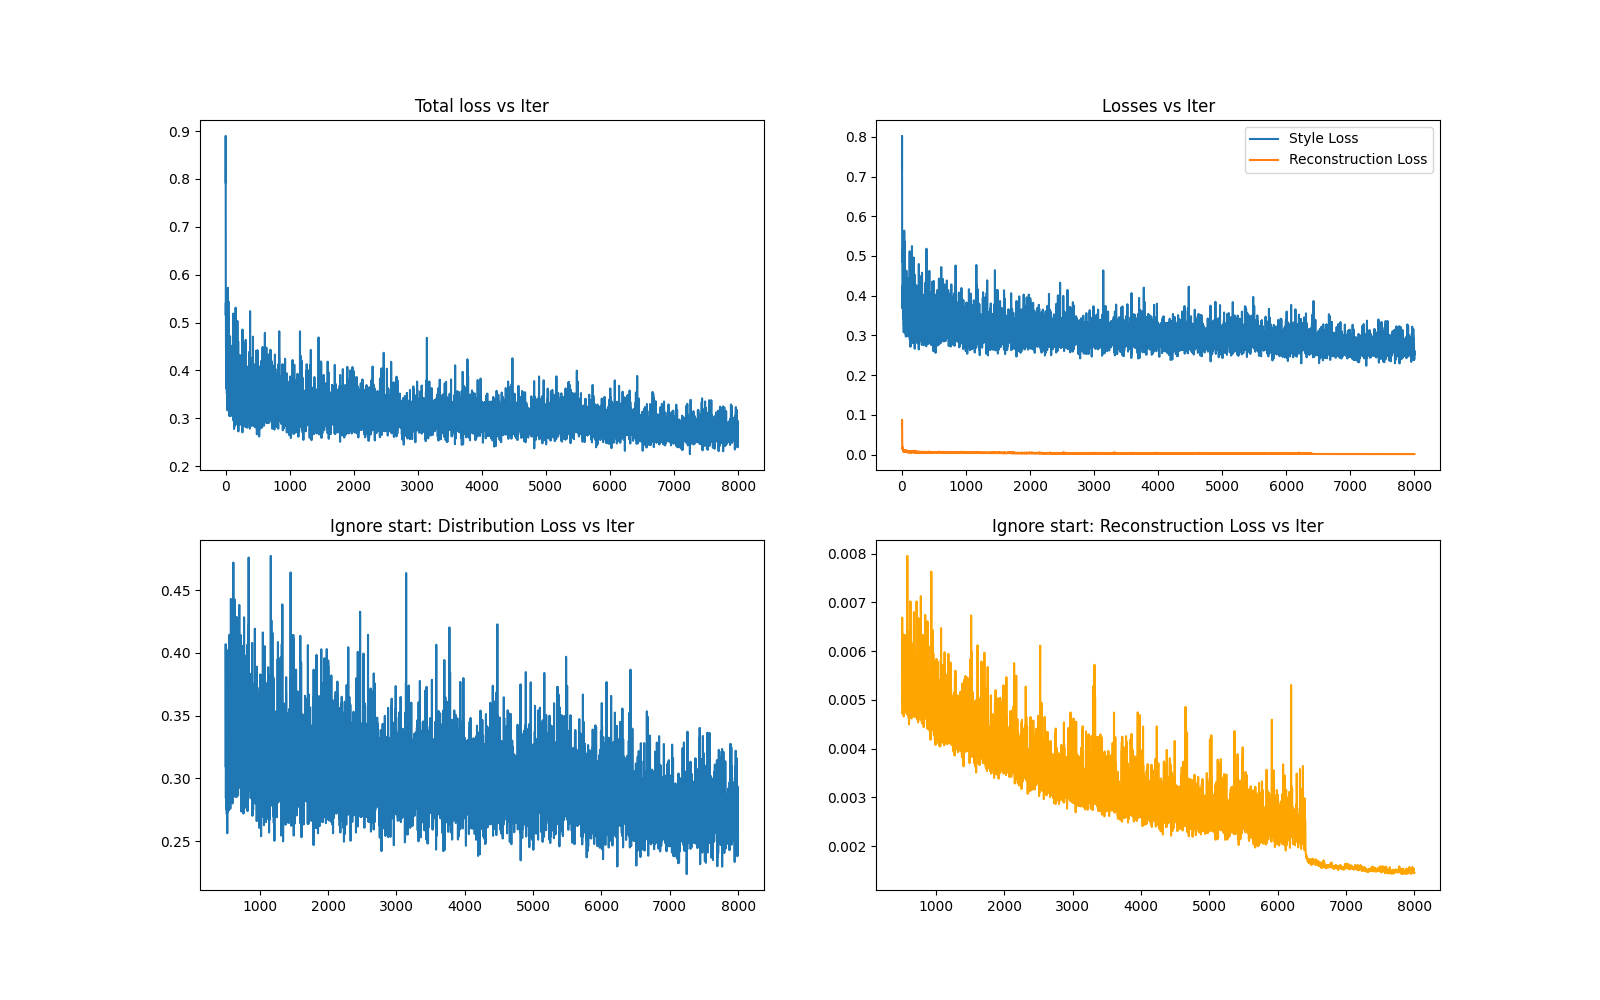 Total loss vs Iter
0.9
0.8
0.7
0.6
0.5
0.4
0.3
0.2
0 1000 2000 3000 4000 5000 6000 7000 8000
Losses vs Iter
Style Loss
Reconstruction Loss
0.8
0.7
0.6
0.5
0.4
0.3
0.2
0.1
0.0
0 1000 2000 3000 4000 5000 6000 7000 8000
Ignore start: Distribution Loss vs Iter
0.45
0.40
0.35
0.30
0.25
1000 2000 3000 4000 5000 6000 7000 8000
Ignore start: Reconstruction Loss vs Iter
0.008
0.007
0.006
0.005
0.004
0.003
0.002
1000 2000 3000 4000 5000 6000 7000 8000